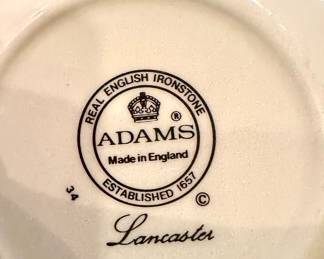 REAL ENGLISH IRONSTONE
®
ADAMS
Made in England
ESTABLISHED 1657
©
34
Lancaster